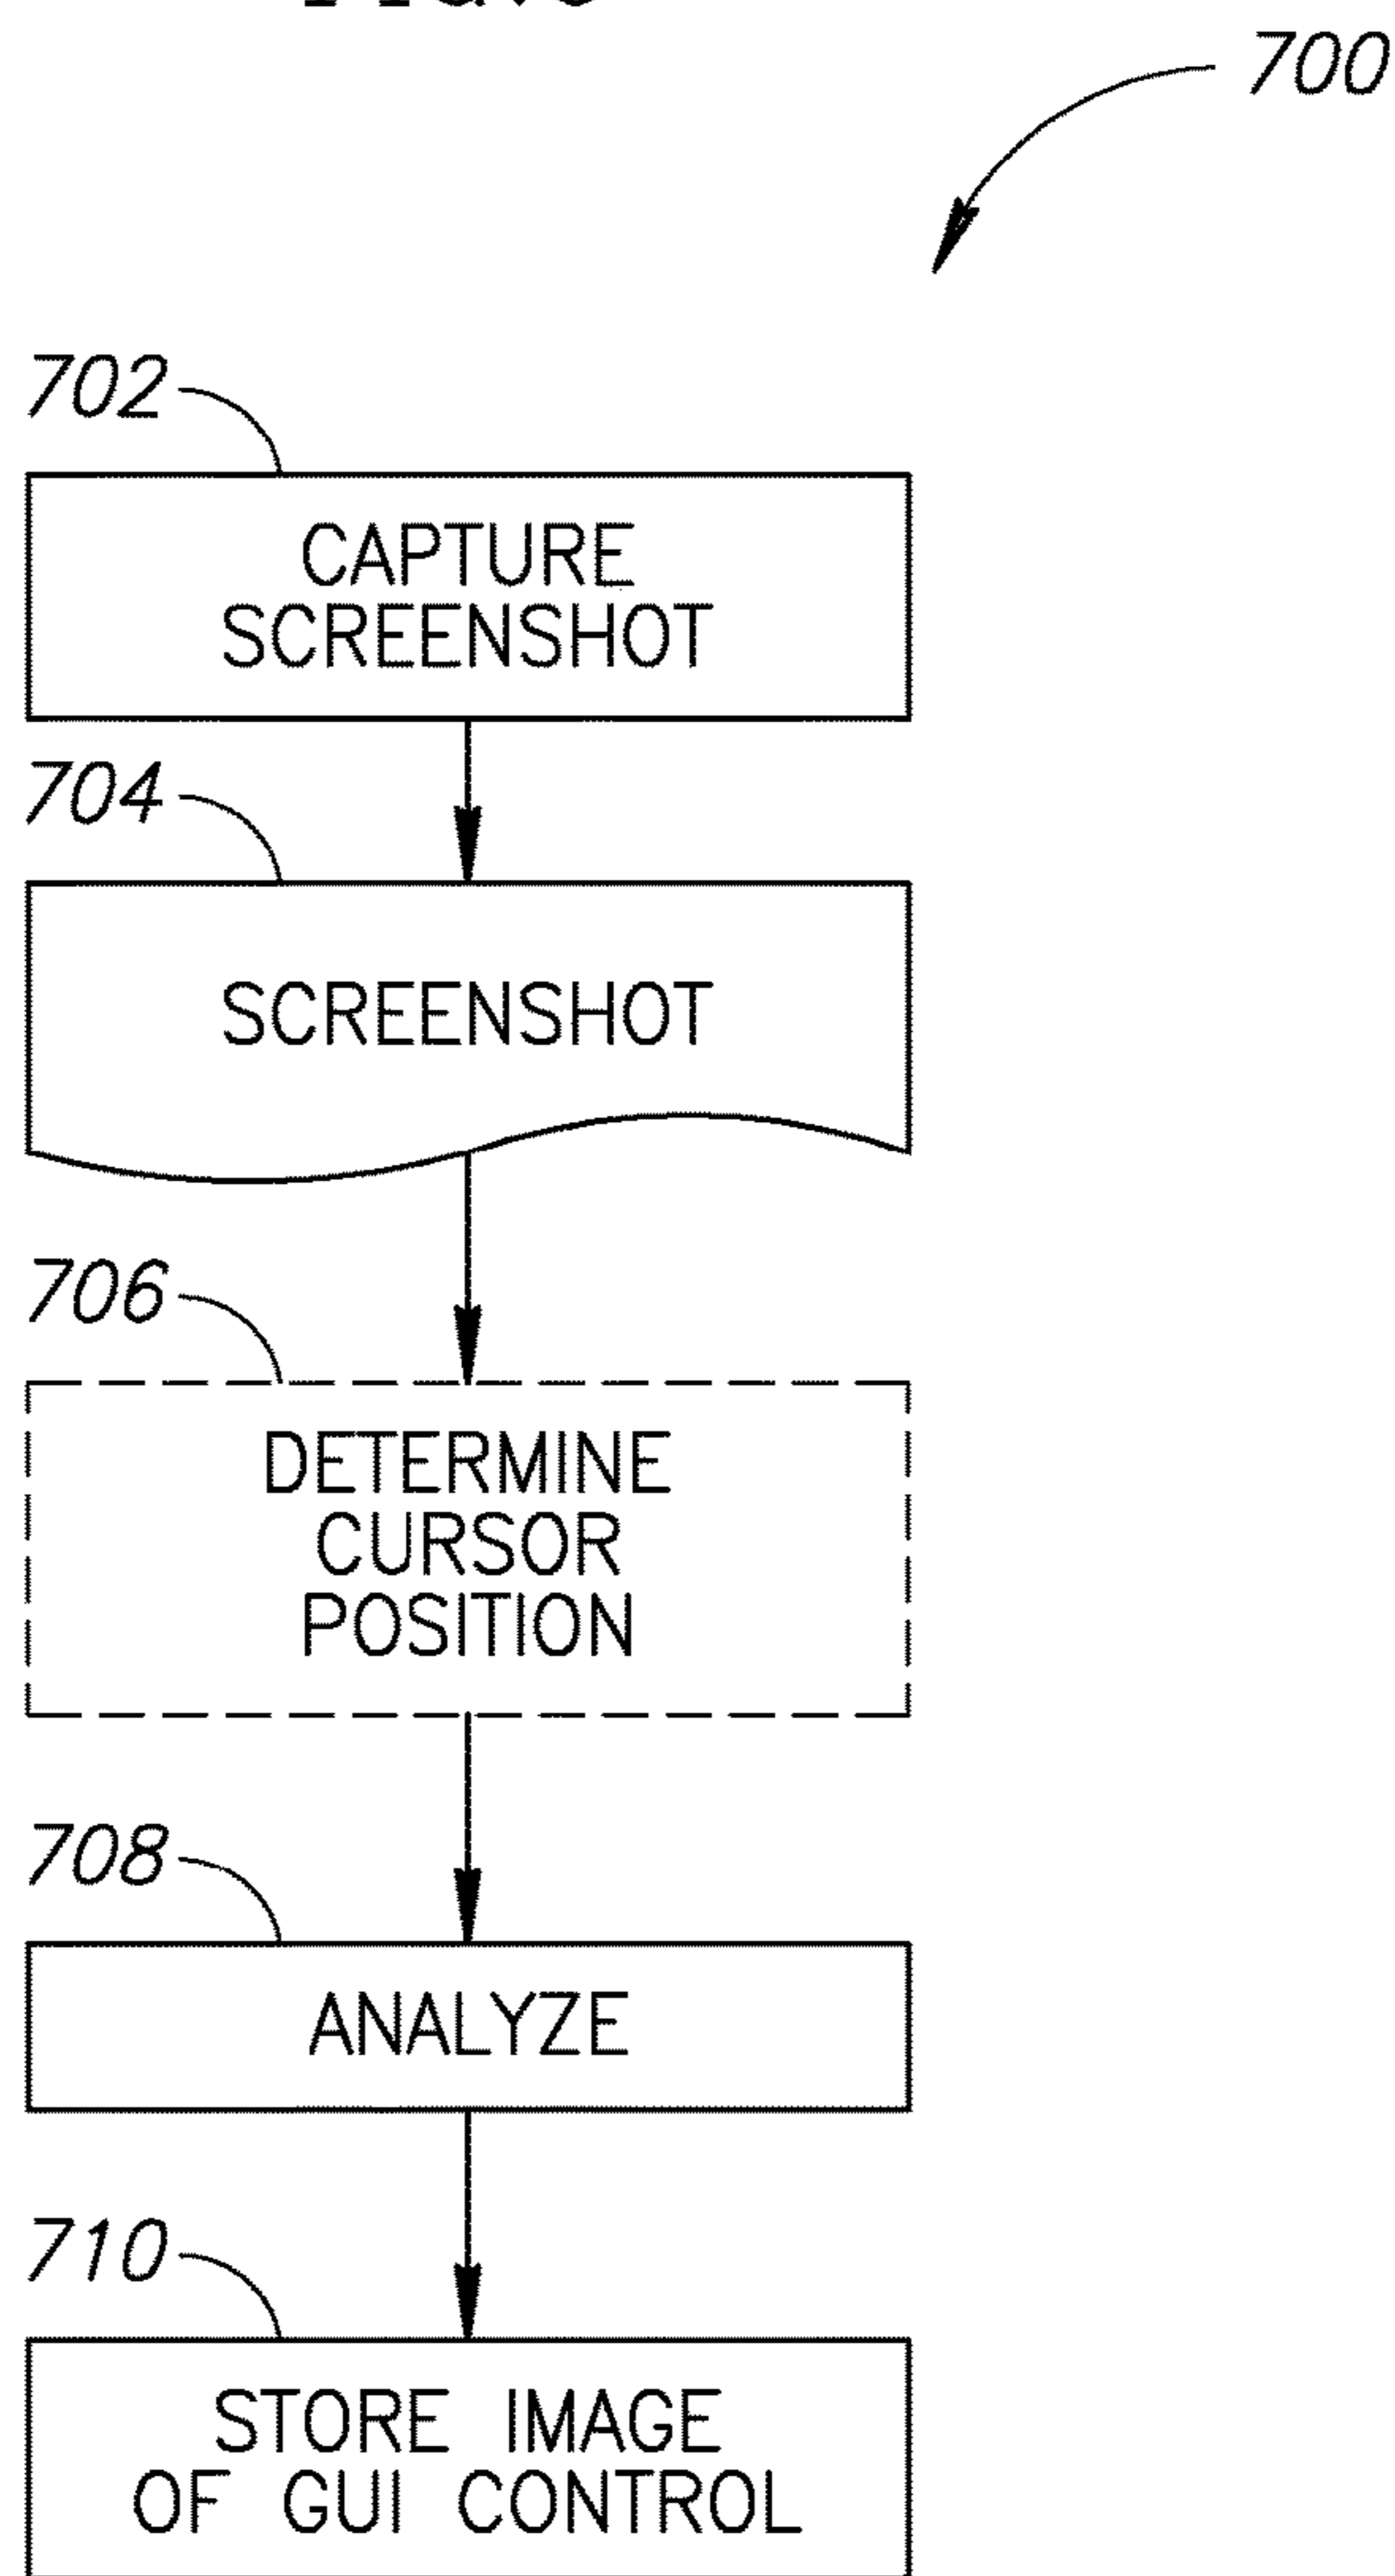 700
702
CAPTURE
SCREENSHOT
704
SCREENSHOT
706
DETERMINE
CURSOR
POSITION
708
ANALYZE
710
STORE IMAGE
OF GUI CONTROL